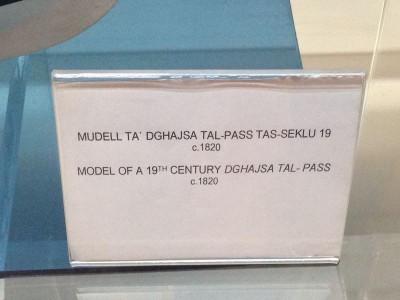 MUDELL TA' DGHAJSA TAL-PASS TAS-SEKLU 19
c.1820
MODEL OF A 19TH CENTURY DGHAJSA TAL- PASS
c.1820